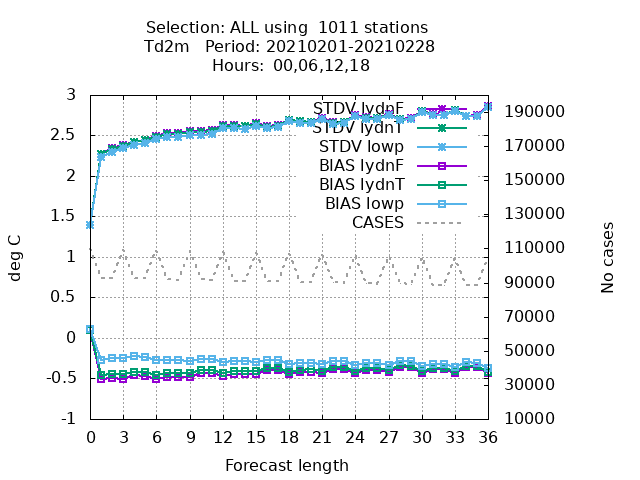 Selection: ALL using  1011 stations
Td2m   Period: 20210201-20210228
Hours:  00,06,12,18
3
2.5
2
1.5
1
0.5
0
-0.5
-1
deg C
STDV lydnF
STDV lydnT
STDV lowp
BIAS lydnF
BIAS lydnT
BIAS lowp
CASES
190000
170000
150000
130000
110000
90000
70000
50000
30000
10000
No cases
0 3 6 9 12 15 18 21 24 27 30 33 36
Forecast length